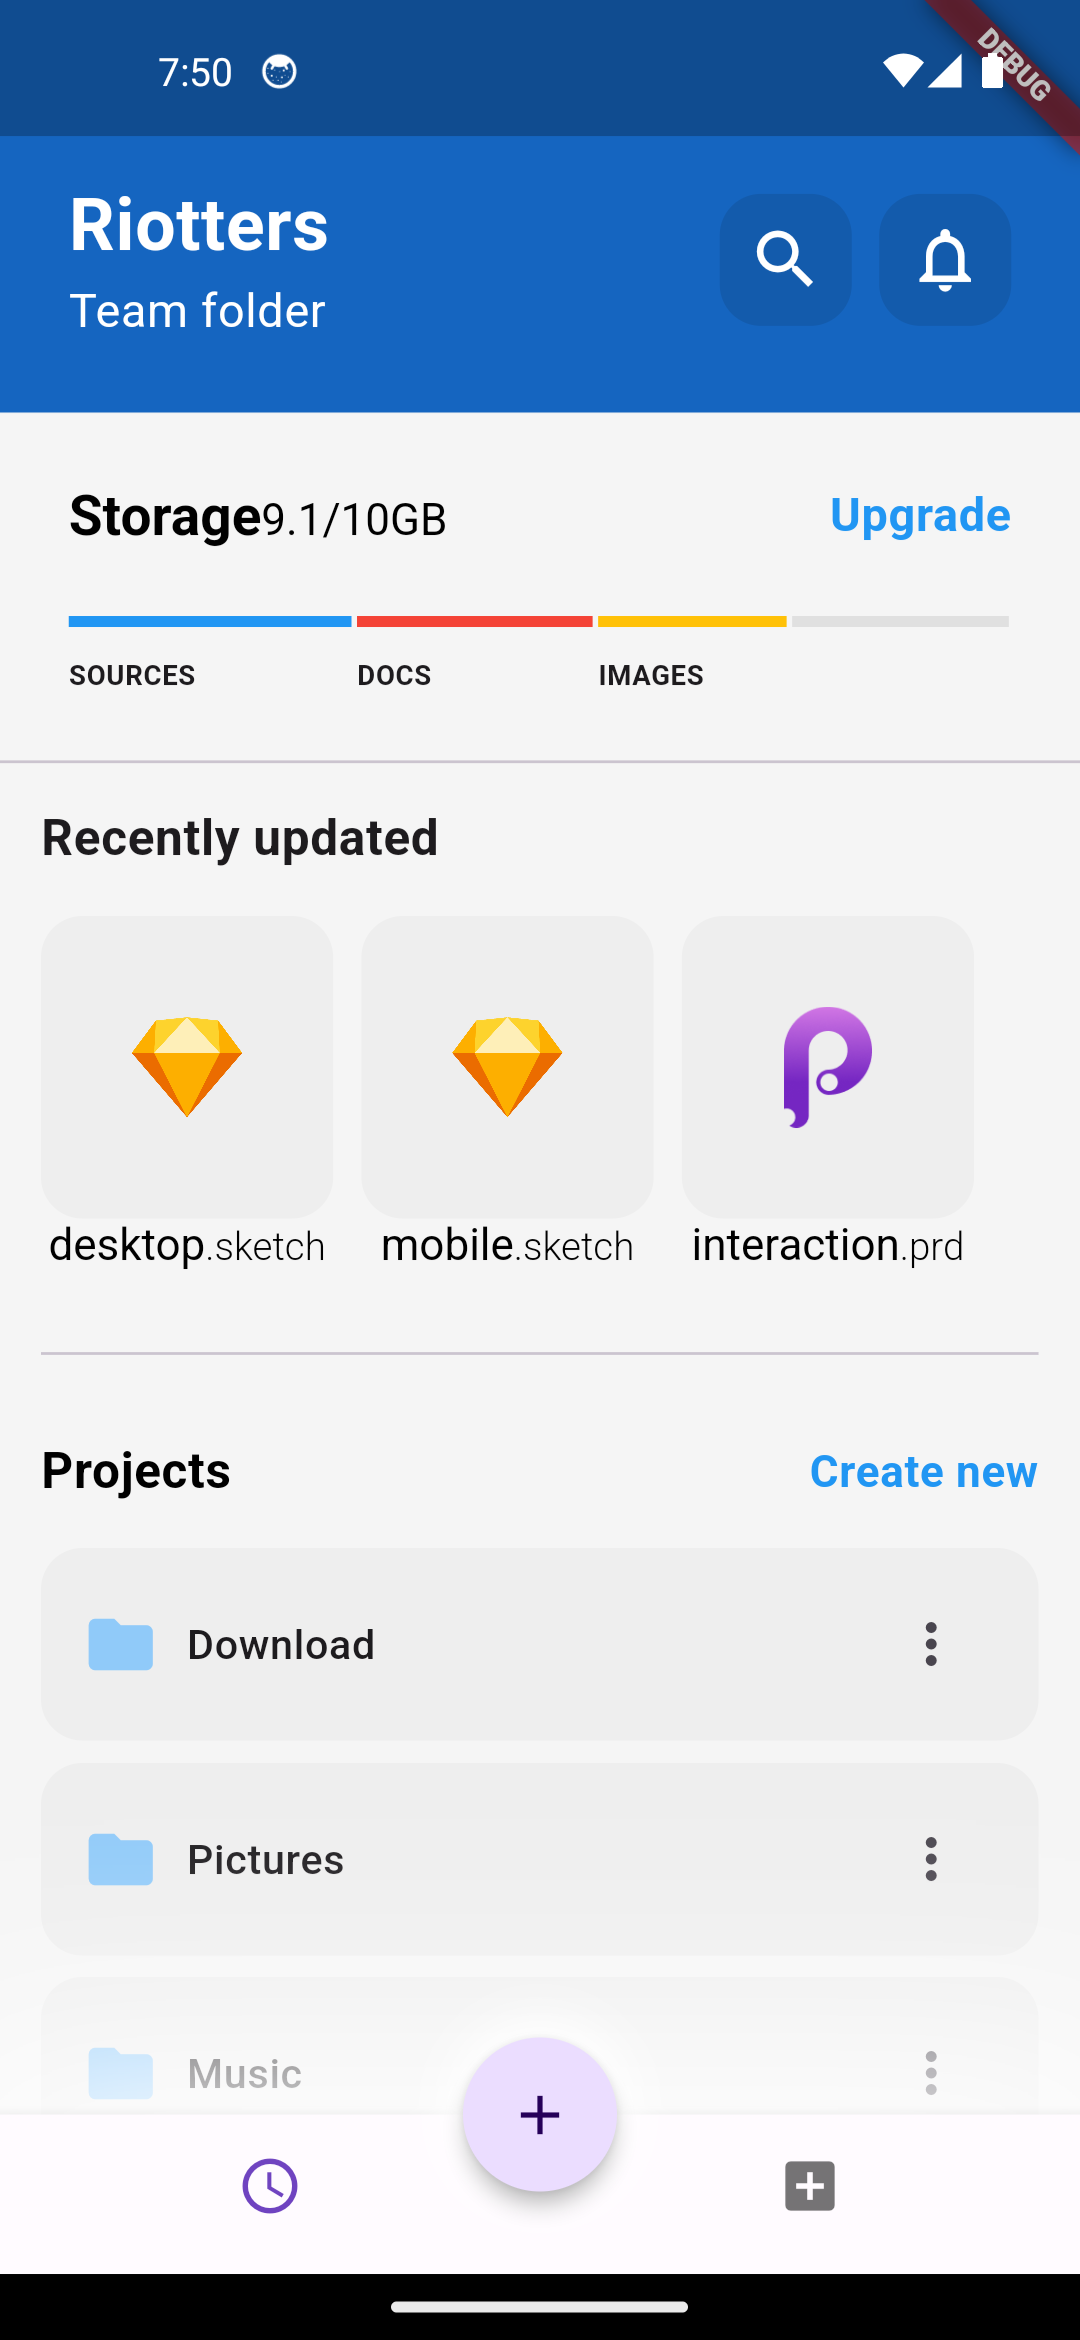 7:50
DEBUG
Riotters
Team folder
Storage9.1/10GB
Upgrade
SOURCES DOCS IMAGES
Recently updated
desktop.sketch mobile.sketch interaction.prd
Projects
Create new
Download
Pictures
Music